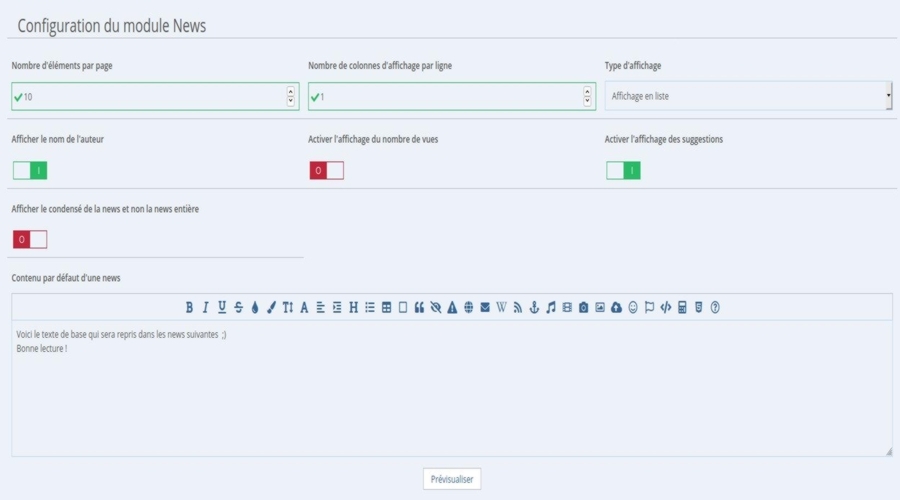 Configuration du module News
Nombre d'éléments par page
Nombre de colonnes d'affichage par ligne
Type d'affichage
10
1
Affichage en liste
Afficher le nom de l'auteur
Activer l'affichage du nombre de vues
Activer l'affichage des suggestions
I
O
I
Afficher le condensé de la news et non la news entière
O
Contenu par défaut d'une news
Voici le texte de base qui sera repris dans les news suivantes ;)
Bonne lecture !
Prévisualiser